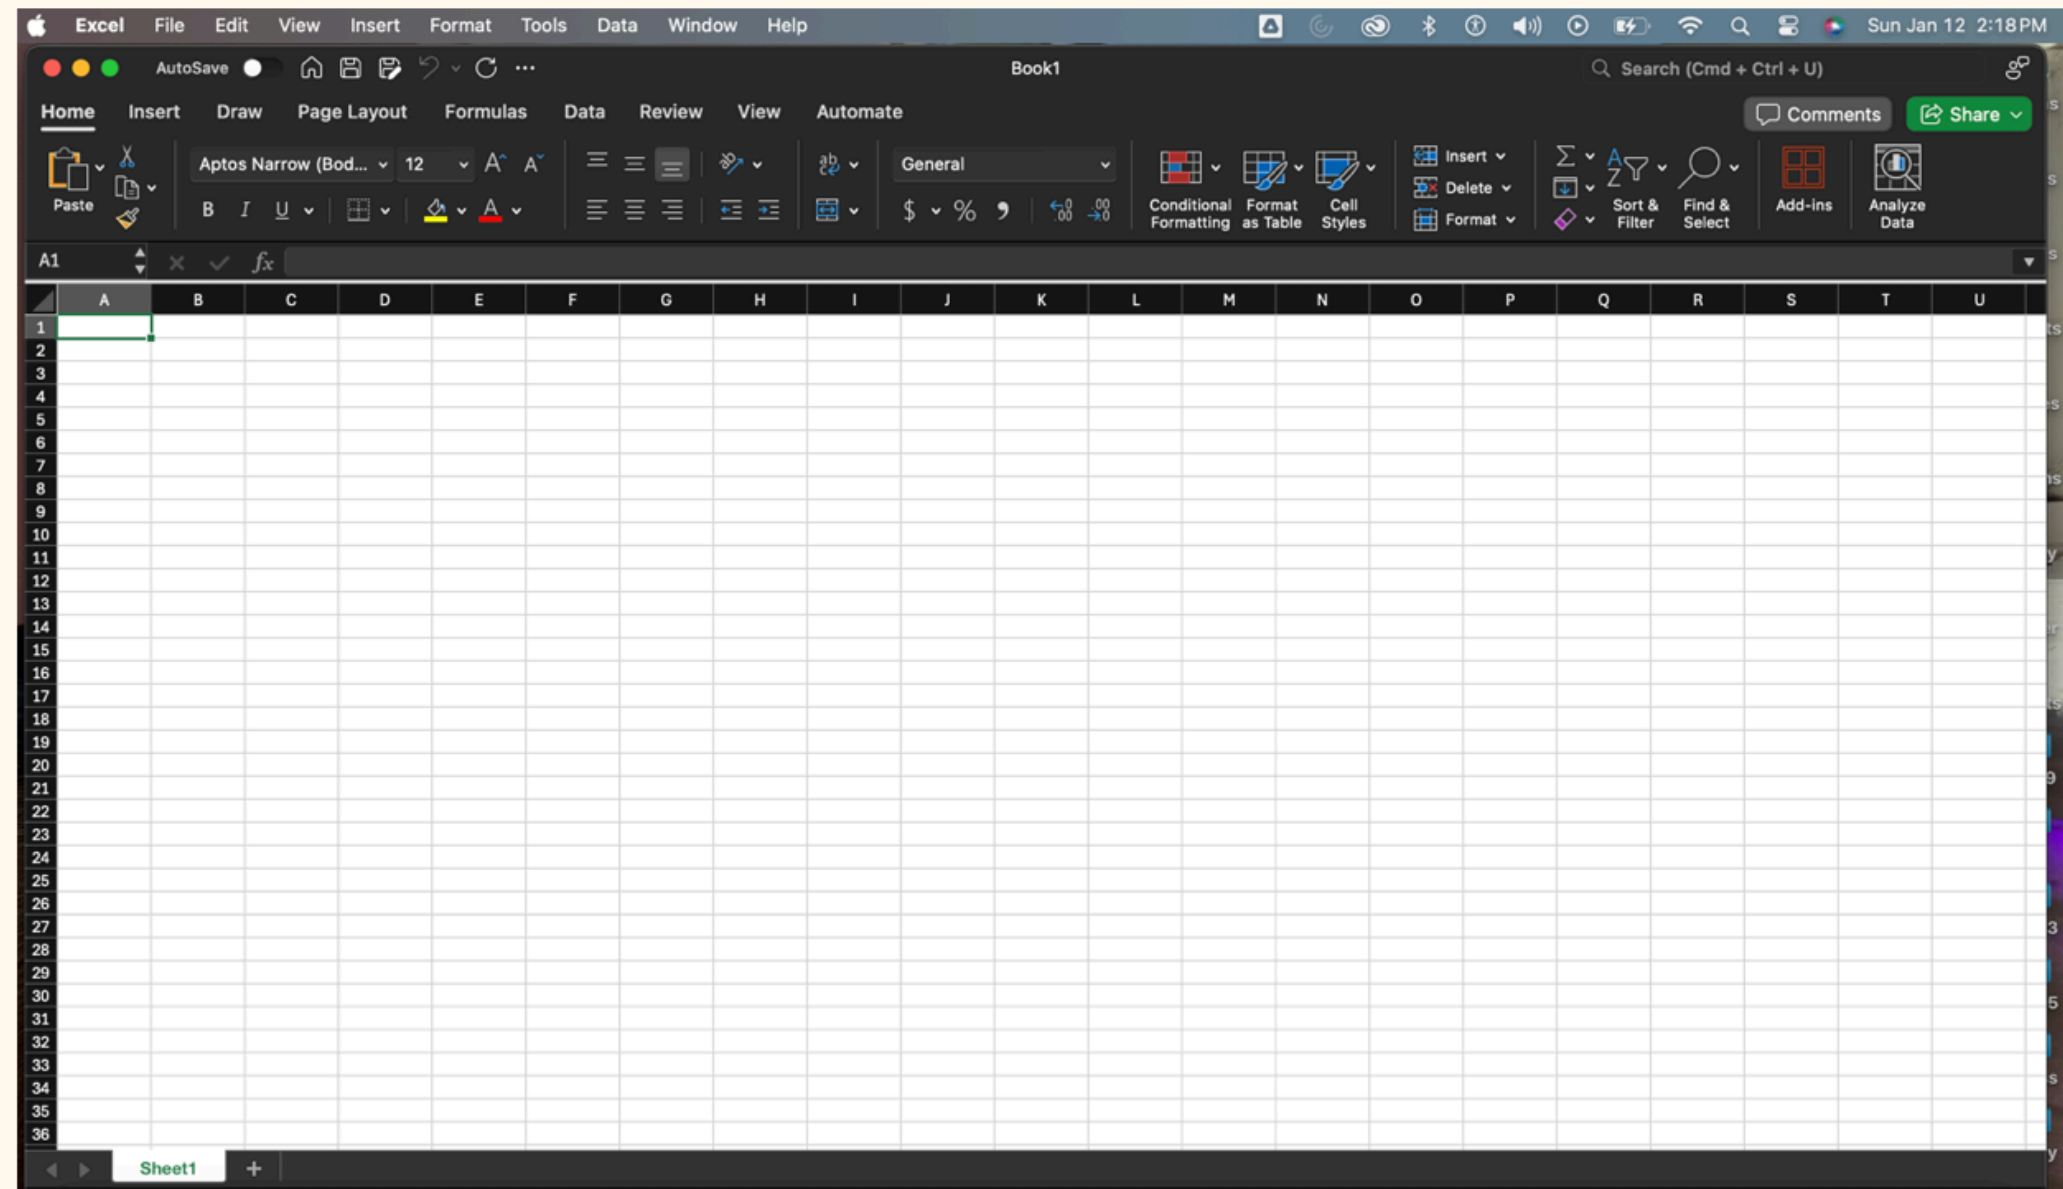 Excel File Edit View Insert Format Tools Data Window Help Sun Jan 12 2:18 PM
AutoSave Book1 Search (Cmd + Ctrl + U)
Home Insert Draw Page Layout Formulas Data Review View Automate Comments Share
Paste
Aptos Narrow (Bod... 12 A A
B I U A
ab
General
$ % 9
Conditional Formatting
Format as Table
Cell Styles
Insert
Delete
Format
Sort & Filter
Find & Select
Add-ins
Analyze Data
A1 fx
A B C D E F G H I J K L M N O P Q R S T U
1
2
3
4
5
6
7
8
9
10
11
12
13
14
15
16
17
18
19
20
21
22
23
24
25
26
27
28
29
30
31
32
33
34
35
36
Sheet1 +